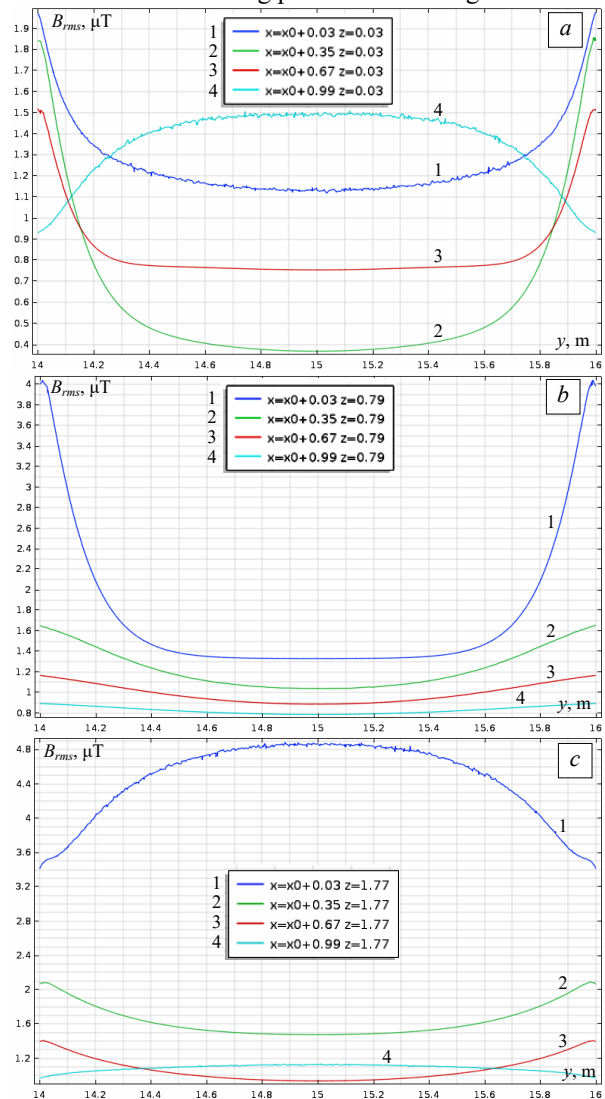 B_rms, μT
a
1 x=x0+0.03 z=0.03
2 x=x0+0.35 z=0.03
3 x=x0+0.67 z=0.03
4 x=x0+0.99 z=0.03
1.9
1.8
1.7
1.6
1.5
1.4
1.3
1.2
1.1
1
0.9
0.8
0.7
0.6
0.5
0.4
4
1
3
2
y, m
14 14.2 14.4 14.6 14.8 15 15.2 15.4 15.6 15.8 16
B_rms, μT
b
1 x=x0+0.03 z=0.79
2 x=x0+0.35 z=0.79
3 x=x0+0.67 z=0.79
4 x=x0+0.99 z=0.79
4
3.8
3.6
3.4
3.2
3
2.8
2.6
2.4
2.2
2
1.8
1.6
1.4
1.2
1
0.8
1
2
3
4
y, m
14 14.2 14.4 14.6 14.8 15 15.2 15.4 15.6 15.8 16
B_rms, μT
c
1 x=x0+0.03 z=1.77
2 x=x0+0.35 z=1.77
3 x=x0+0.67 z=1.77
4 x=x0+0.99 z=1.77
4.8
4.4
4
3.6
3.2
2.8
2.4
2
1.6
1.2
1
2
3
4
y, m
14 14.2 14.4 14.6 14.8 15 15.2 15.4 15.6 15.8 16